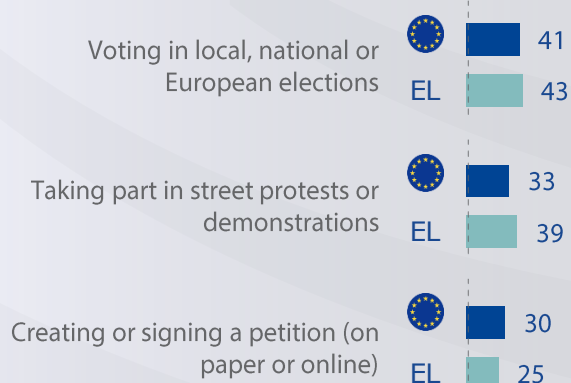 Voting in local, national or
European elections
41
EL
43
Taking part in street protests or
demonstrations
33
EL
39
Creating or signing a petition (on
paper or online)
30
EL
25